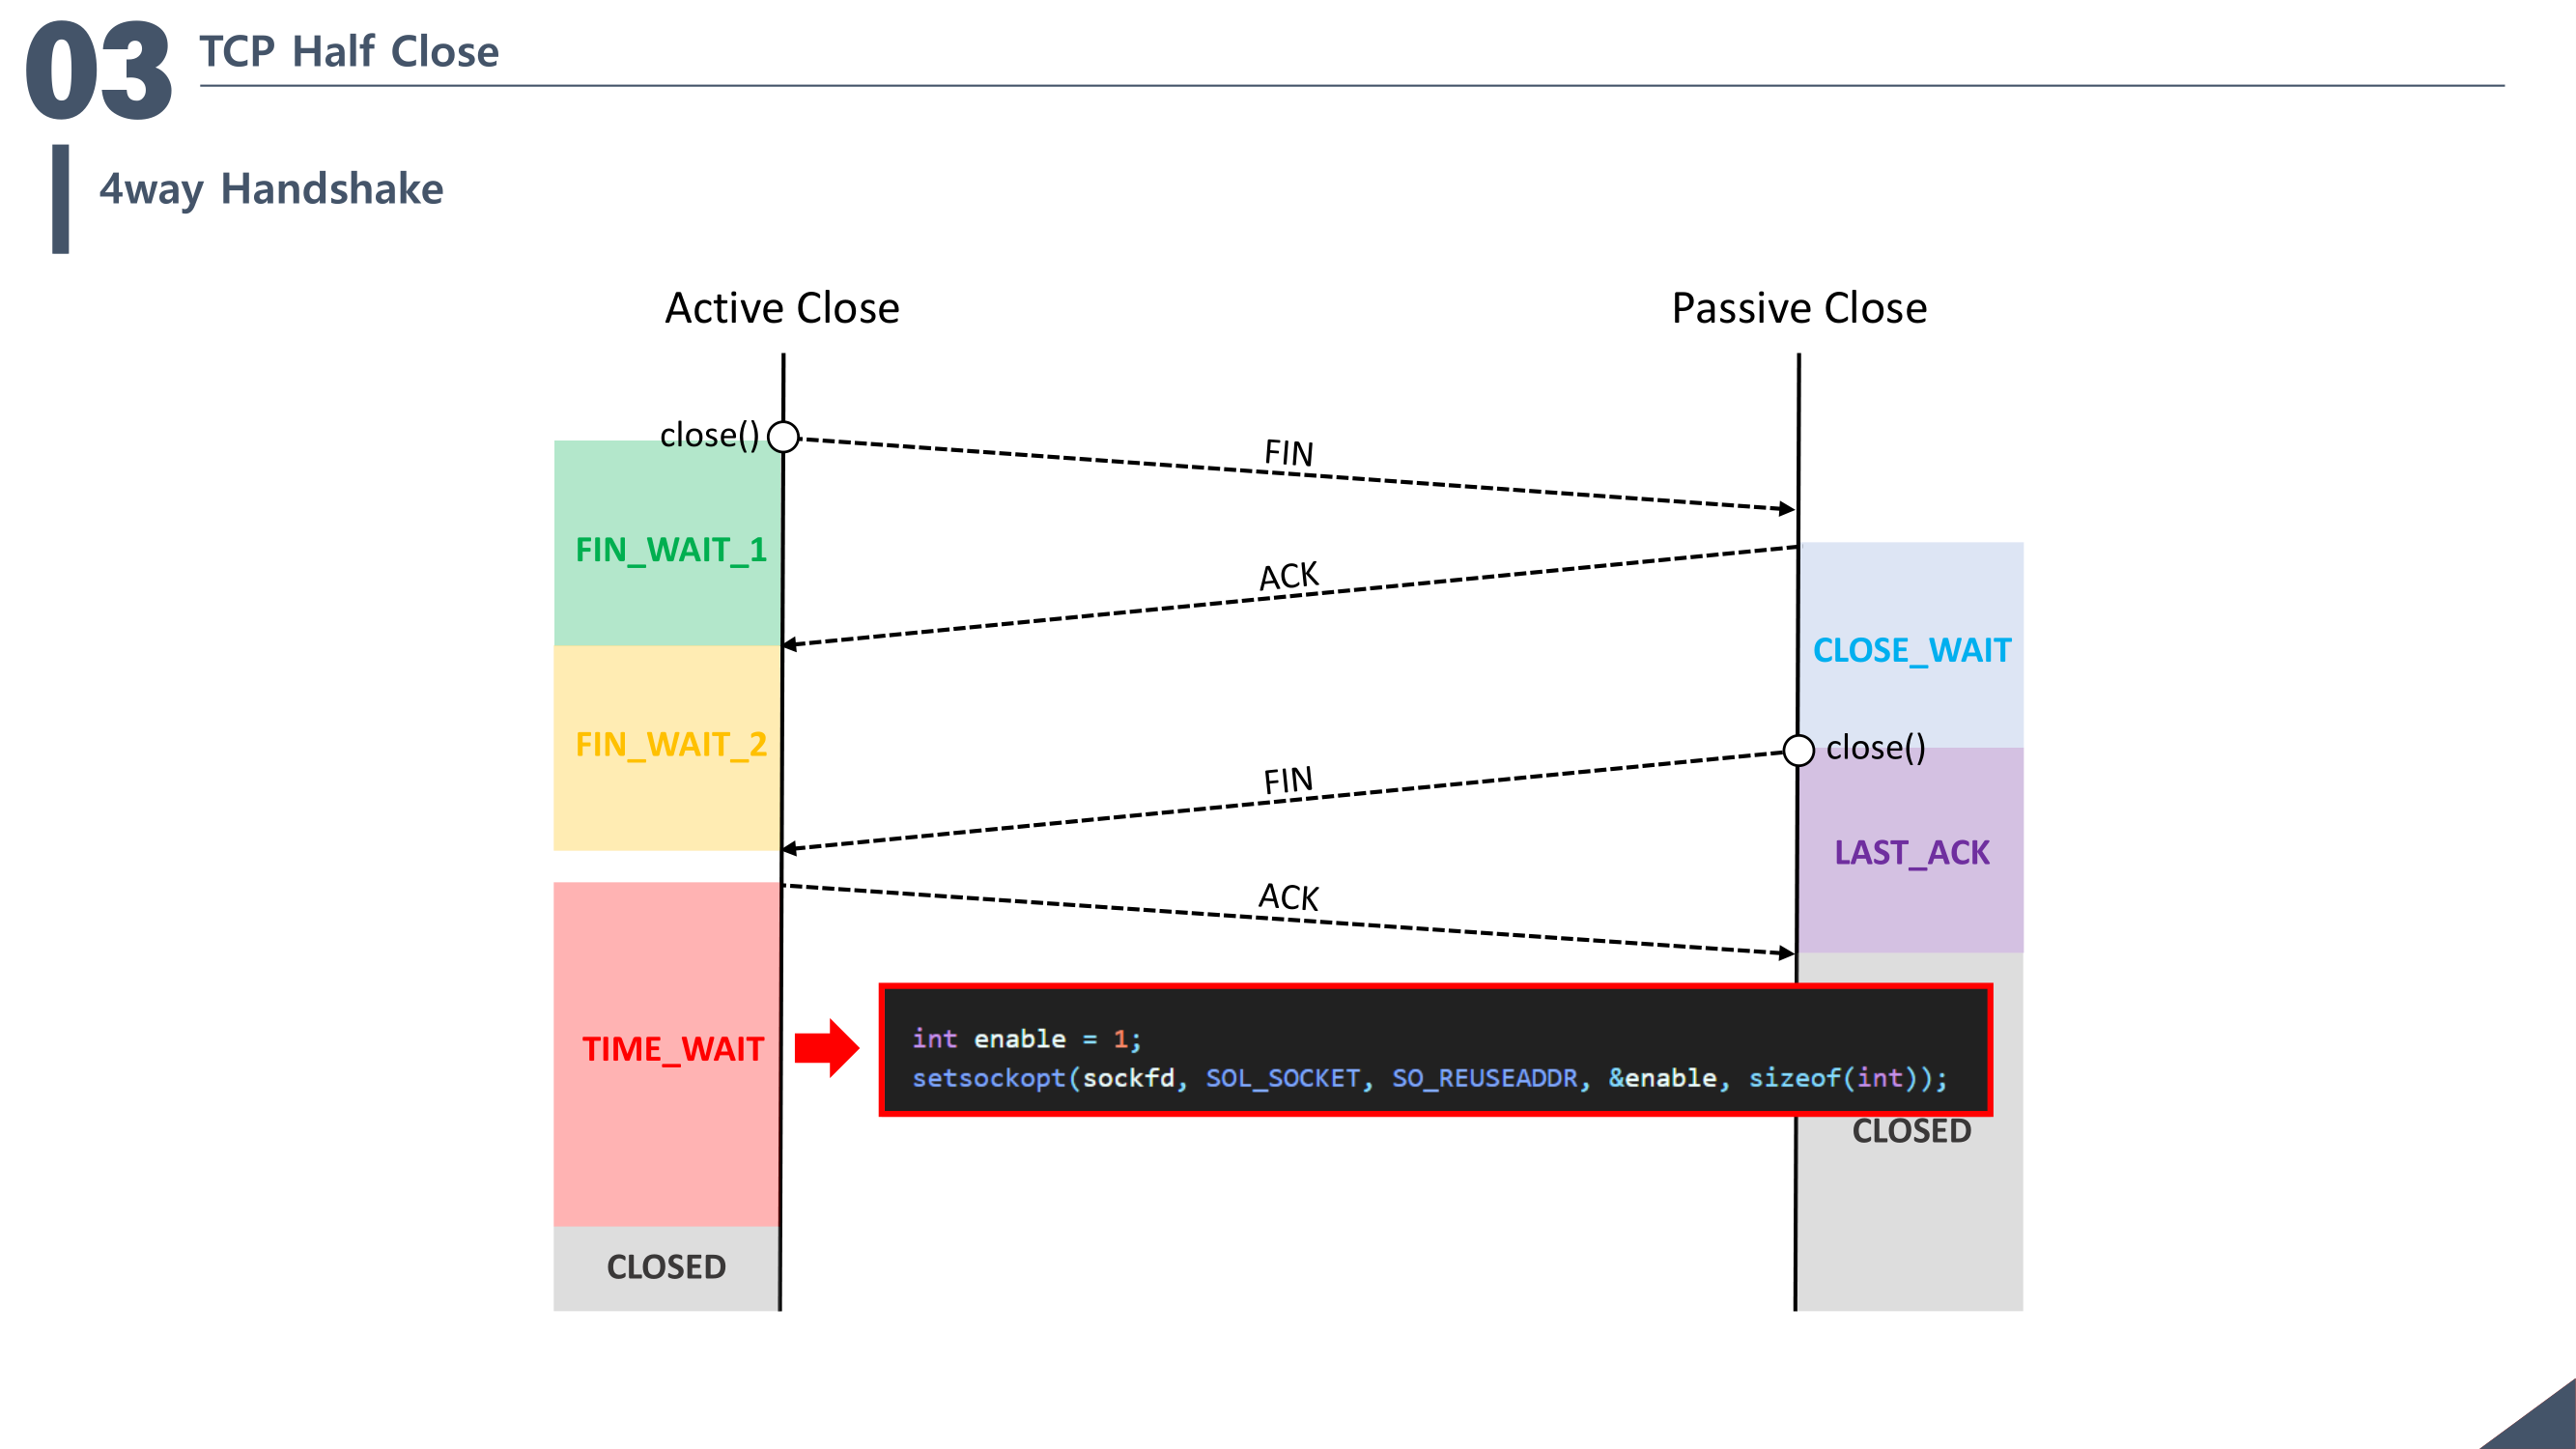 03
TCP Half Close
4way Handshake
Active Close
Passive Close
close()
FIN
FIN_WAIT_1
ACK
CLOSE_WAIT
FIN_WAIT_2
close()
FIN
LAST_ACK
ACK
TIME_WAIT
int enable = 1;
setsockopt(sockfd, SOL_SOCKET, SO_REUSEADDR, &enable, sizeof(int));
CLOSED
CLOSED